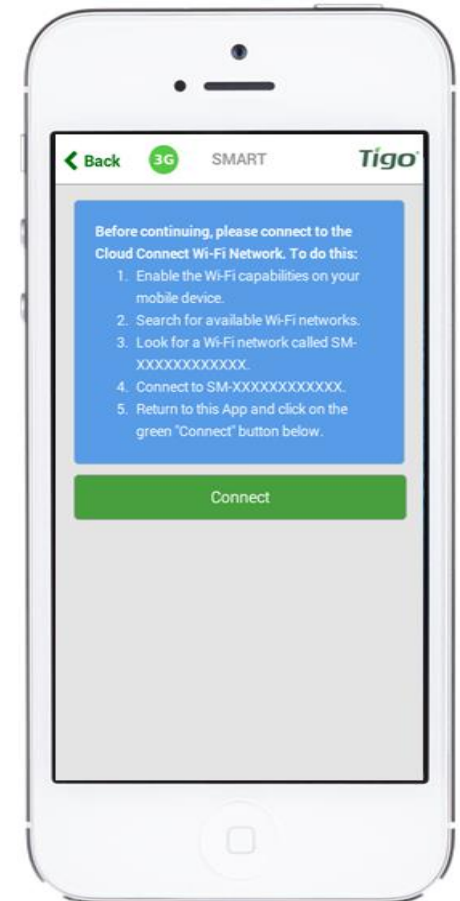 Back 3G SMART Tigo
Before continuing, please connect to the
Cloud Connect Wi-Fi Network. To do this:
1. Enable the Wi-Fi capabilities on your
mobile device.
2. Search for available Wi-Fi networks.
3. Look for a Wi-Fi network called SM-
XXXXXXXXXXXX.
4. Connect to SM-XXXXXXXXXXXX.
5. Return to this App and click on the
green "Connect" button below.
Connect